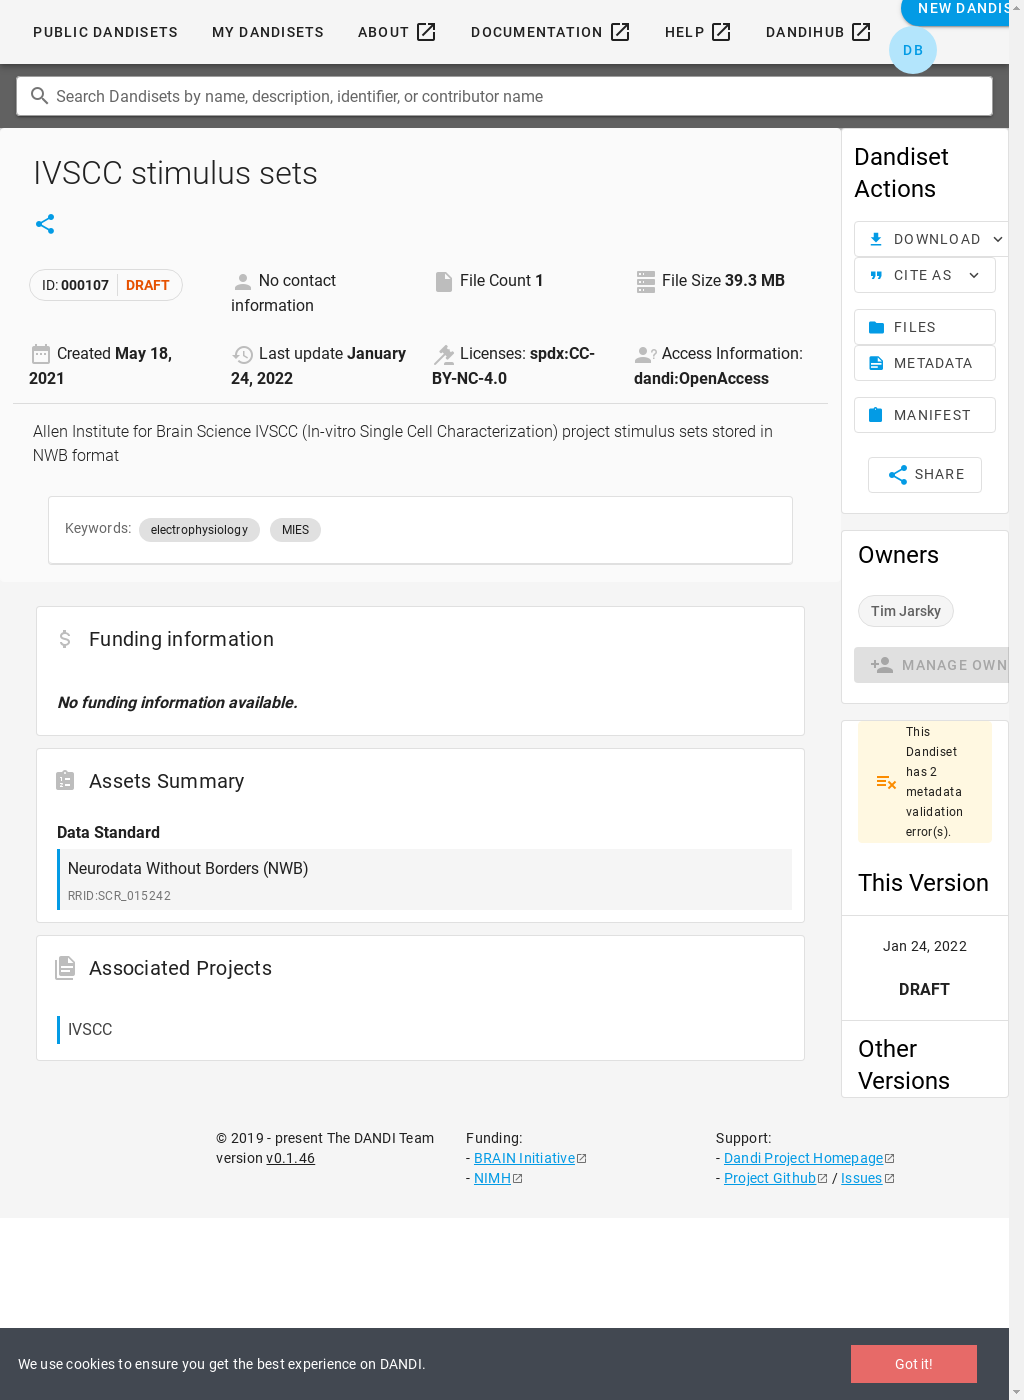 NEW DANDIS
PUBLIC DANDISETS
MY DANDISETS
ABOUT
DOCUMENTATION
HELP
DANDIHUB
DB
Search Dandisets by name, description, identifier, or contributor name
IVSCC stimulus sets
ID: 000107 DRAFT
No contact
information
File Count 1
File Size 39.3 MB
Created May 18,
2021
Last update January
24, 2022
Licenses: spdx:CC-
BY-NC-4.0
Access Information:
dandi:OpenAccess
Allen Institute for Brain Science IVSCC (In-vitro Single Cell Characterization) project stimulus sets stored in
NWB format
Keywords: electrophysiology MIES
Funding information
No funding information available.
Assets Summary
Data Standard
Neurodata Without Borders (NWB)
RRID:SCR_015242
Associated Projects
IVSCC
Dandiset
Actions
DOWNLOAD
CITE AS
FILES
METADATA
MANIFEST
SHARE
Owners
Tim Jarsky
MANAGE OWN
This
Dandiset
has 2
metadata
validation
error(s).
This Version
Jan 24, 2022
DRAFT
Other
Versions
© 2019 - present The DANDI Team
version v0.1.46
Funding:
- BRAIN Initiative
- NIMH
Support:
- Dandi Project Homepage
- Project Github / Issues
We use cookies to ensure you get the best experience on DANDI.
Got it!